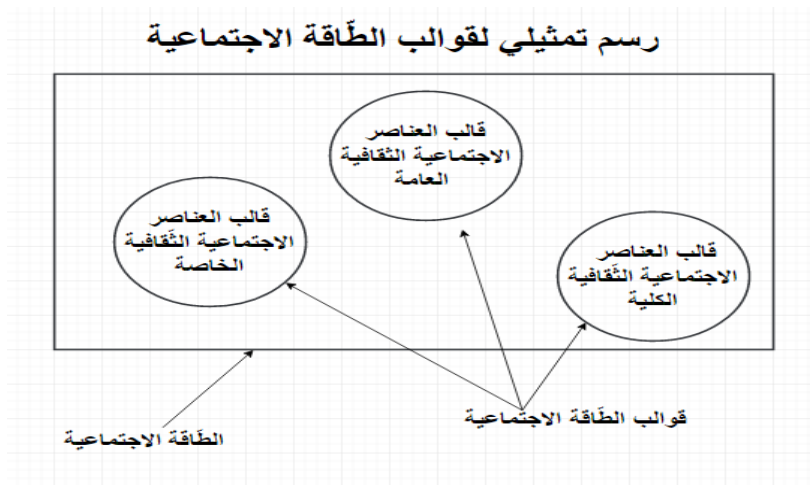 رسم تمثيلي لقوالب الطّاقة الاجتماعية
قالب العناصر
الاجتماعية الثقافية
العامة
قالب العناصر
الاجتماعية الثّقافية
الخاصة
قالب العناصر
الاجتماعية الثّقافية
الكلية
قوالب الطّاقة الاجتماعية
الطّاقة الاجتماعية